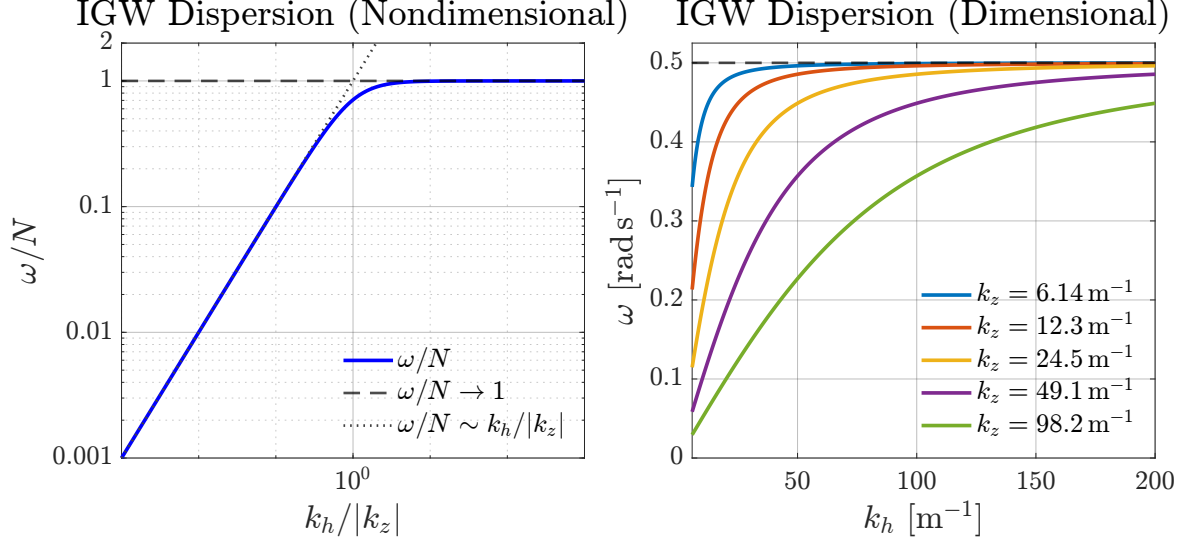 IGW Dispersion (Nondimensional)
2
1
0.1
0.01
0.001
ω/N
ω/N
ω/N → 1
ω/N ∼ k_h/|k_z|
10⁰
k_h/|k_z|
IGW Dispersion (Dimensional)
0.5
0.4
0.3
0.2
0.1
0
ω [rad s⁻¹]
k_z = 6.14 m⁻¹
k_z = 12.3 m⁻¹
k_z = 24.5 m⁻¹
k_z = 49.1 m⁻¹
k_z = 98.2 m⁻¹
50 100 150 200
k_h [m⁻¹]